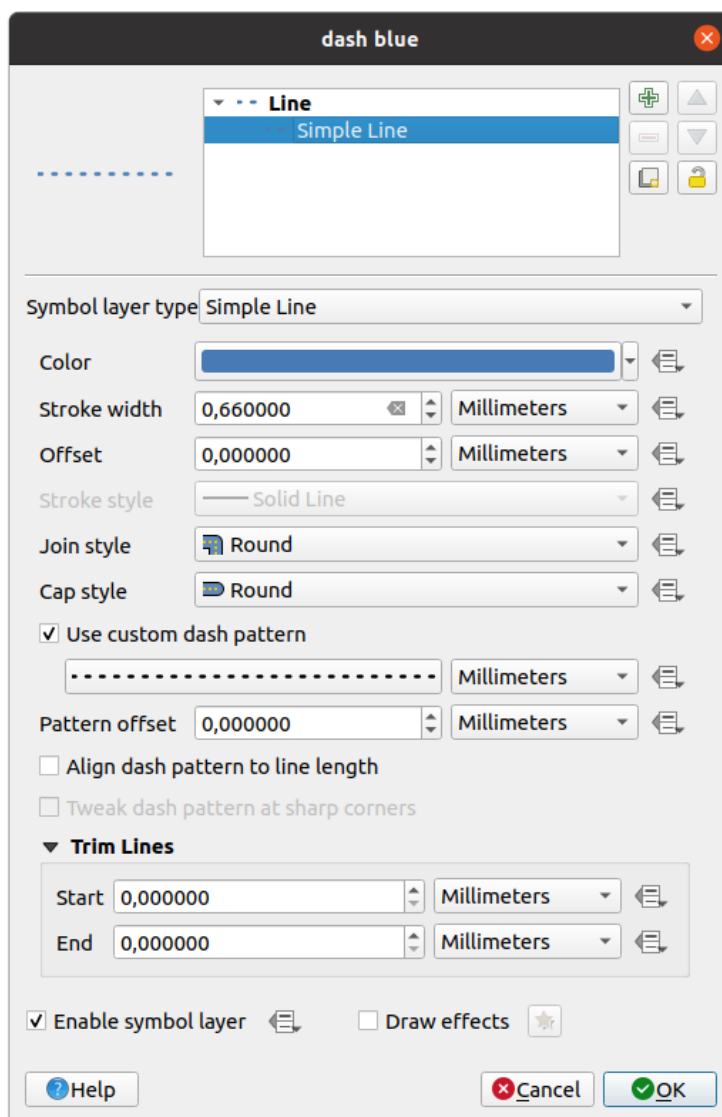 dash blue
Line
Simple Line
Symbol layer type Simple Line
Color
Stroke width 0,660000 Millimeters
Offset 0,000000 Millimeters
Stroke style Solid Line
Join style Round
Cap style Round
Use custom dash pattern
Millimeters
Pattern offset 0,000000 Millimeters
Align dash pattern to line length
Tweak dash pattern at sharp corners
Trim Lines
Start 0,000000 Millimeters
End 0,000000 Millimeters
Enable symbol layer Draw effects
Help Cancel OK